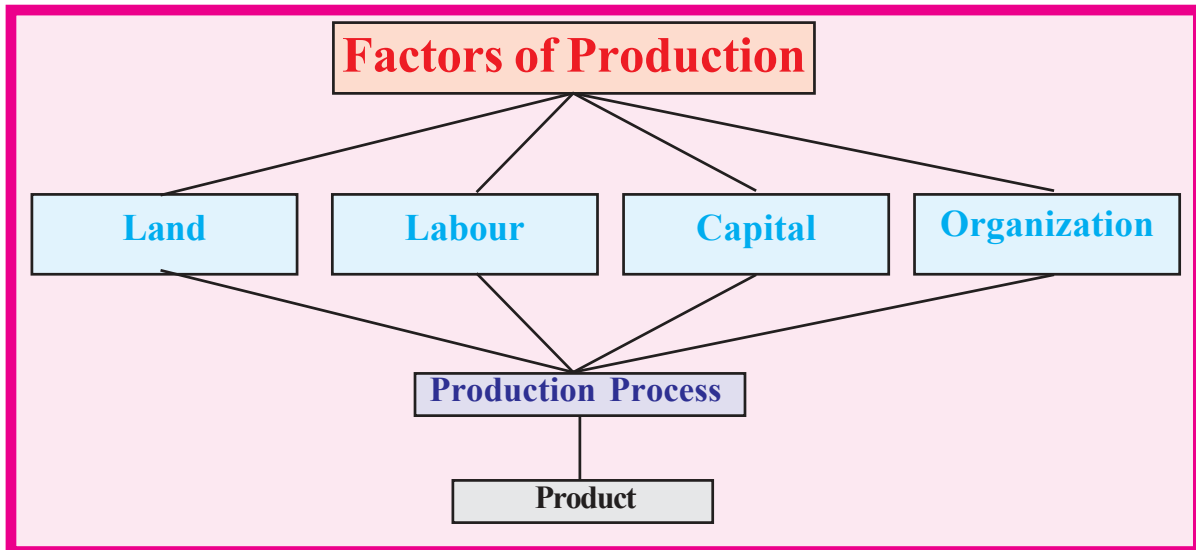 Factors of Production
Land
Labour
Capital
Organization
Production Process
Product